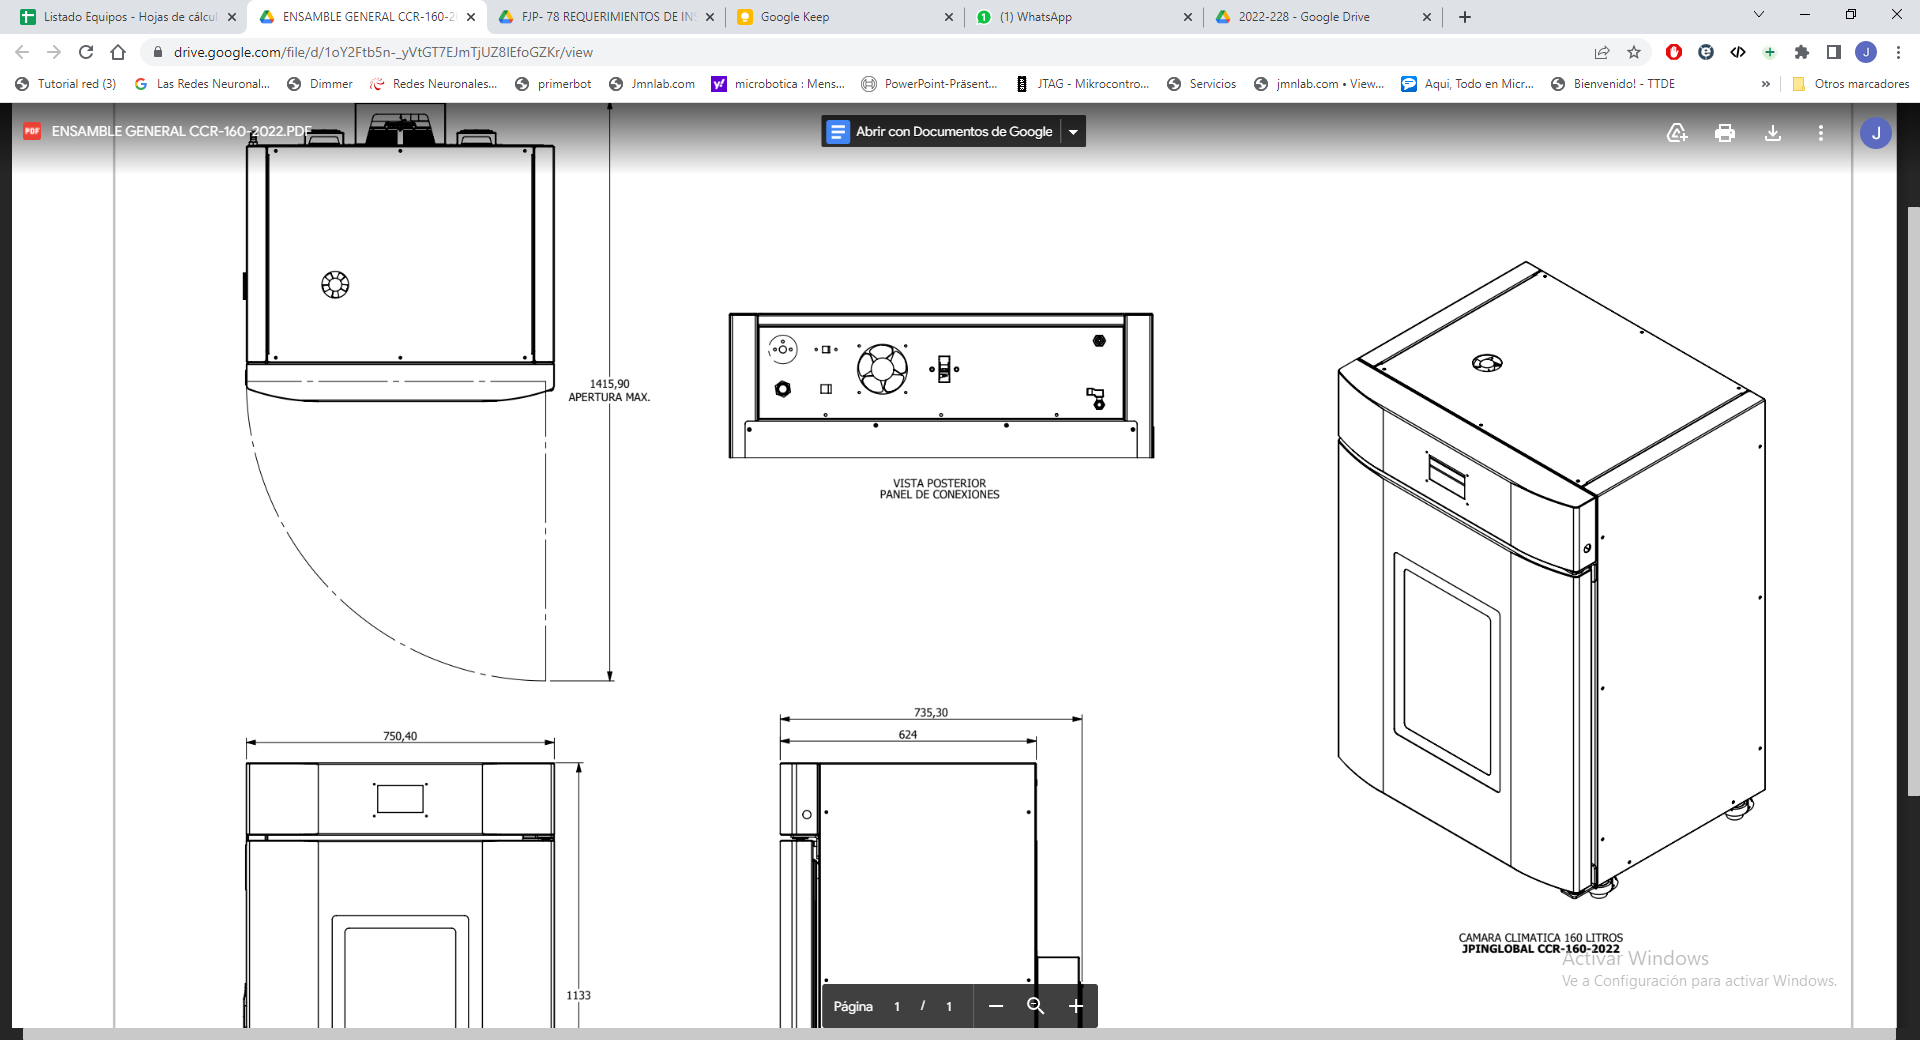 Listado Equipos - Hojas de cálcu
ENSAMBLE GENERAL CCR-160-2
FJP- 78 REQUERIMIENTOS DE INS
Google Keep
(1) WhatsApp
2022-228 - Google Drive
drive.google.com/file/d/1oY2Ftb5n-_yVtGT7EJmTjUZ8IEfoGZKr/view
J
Tutorial red (3)
Las Redes Neuronal...
Dimmer
Redes Neuronales...
primerbot
Jmnlab.com
microbotica : Mens...
PowerPoint-Präsent...
JTAG - Mikrocontro...
Servicios
jmnlab.com • View...
Aqui, Todo en Micr...
Bienvenido! - TTDE
»
Otros marcadores
PDF
ENSAMBLE GENERAL CCR-160-2022.PDF
Abrir con Documentos de Google
J
1415,90
APERTURA MAX.
VISTA POSTERIOR
PANEL DE CONEXIONES
735,30
624
750,40
1133
CAMARA CLIMATICA 160 LITROS
JPINGLOBAL CCR-160-2022
Activar Windows
Ve a Configuración para activar Windows.
Página 1 / 1